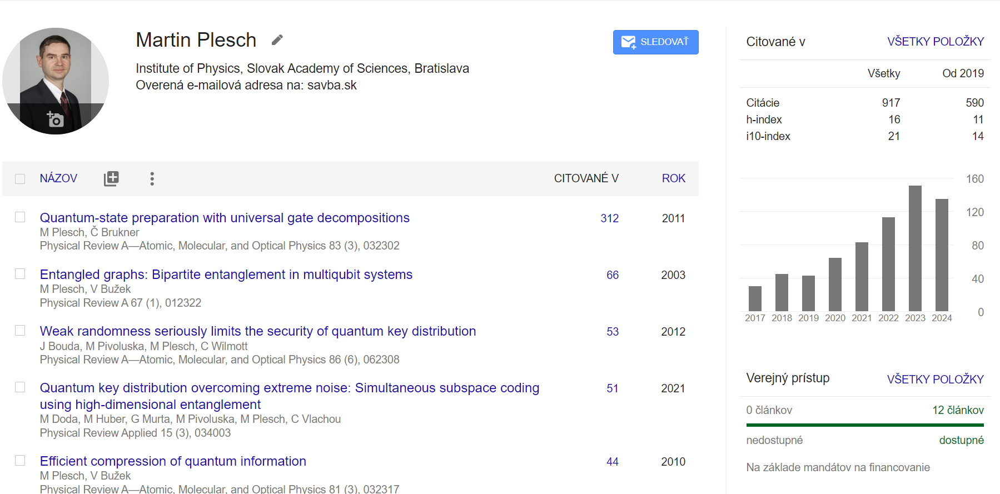 Martin Plesch
SLEDOVAŤ
Institute of Physics, Slovak Academy of Sciences, Bratislava
Overená e-mailová adresa na: savba.sk
NÁZOV CITOVANÉ V ROK
Quantum-state preparation with universal gate decompositions 312 2011
M Plesch, Č Brukner
Physical Review A—Atomic, Molecular, and Optical Physics 83 (3), 032302
Entangled graphs: Bipartite entanglement in multiqubit systems 66 2003
M Plesch, V Bužek
Physical Review A 67 (1), 012322
Weak randomness seriously limits the security of quantum key distribution 53 2012
J Bouda, M Pivoluska, M Plesch, C Wilmott
Physical Review A—Atomic, Molecular, and Optical Physics 86 (6), 062308
Quantum key distribution overcoming extreme noise: Simultaneous subspace coding 51 2021
using high-dimensional entanglement
M Doda, M Huber, G Murta, M Pivoluska, M Plesch, C Vlachou
Physical Review Applied 15 (3), 034003
Efficient compression of quantum information 44 2010
M Plesch, V Bužek
Physical Review A—Atomic, Molecular, and Optical Physics 81 (3), 032317
Citované v VŠETKY POLOŽKY
Všetky Od 2019
Citácie 917 590
h-index 16 11
i10-index 21 14
160
120
80
40
0
2017 2018 2019 2020 2021 2022 2023 2024
Verejný prístup VŠETKY POLOŽKY
0 článkov 12 článkov
nedostupné dostupné
Na základe mandátov na financovanie